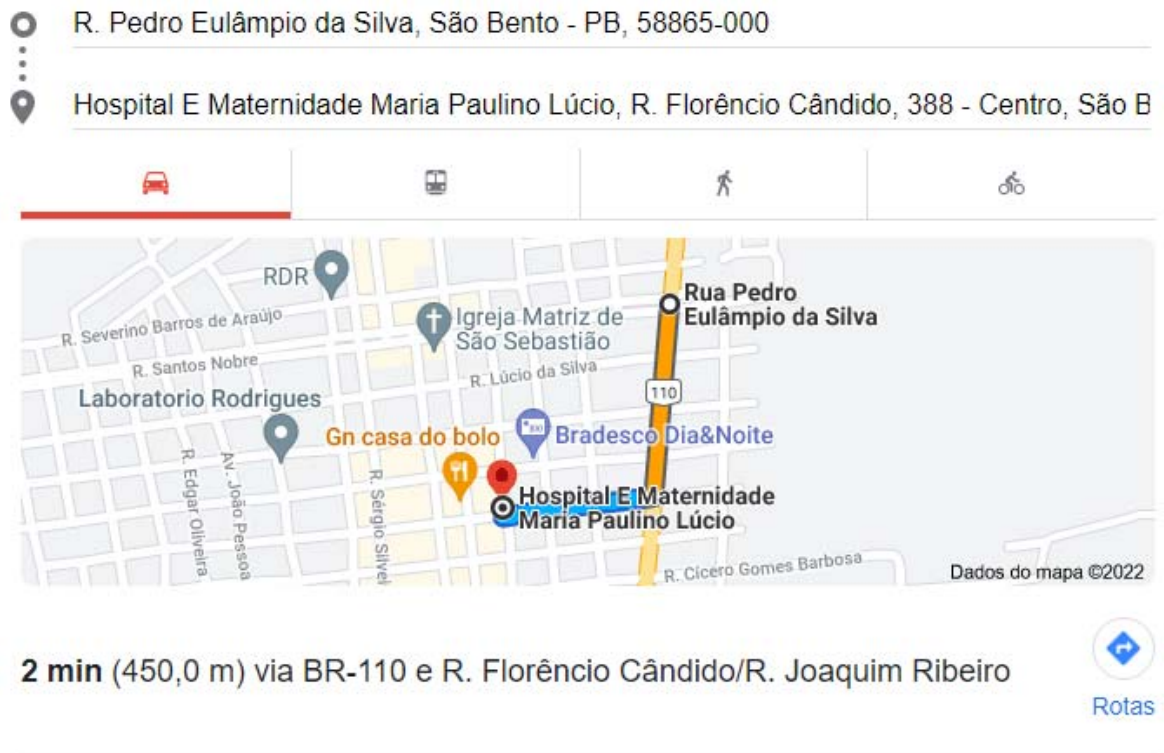 R. Pedro Eulâmpio da Silva, São Bento - PB, 58865-000
Hospital E Maternidade Maria Paulino Lúcio, R. Florêncio Cândido, 388 - Centro, São B
RDR
Rua Pedro
Eulâmpio da Silva
R. Severino Barros de Araújo
Igreja Matriz de
São Sebastião
R. Santos Nobre
R. Lúcio da Silva
110
Laboratorio Rodrigues
Gn casa do bolo
Bradesco Dia&Noite
R. Edgar Oliveira
Av. João Pessoa
R. Sérgio Silvei
Hospital E Maternidade
Maria Paulino Lúcio
R. Cícero Gomes Barbosa
Dados do mapa ©2022
2 min (450,0 m) via BR-110 e R. Florêncio Cândido/R. Joaquim Ribeiro
Rotas